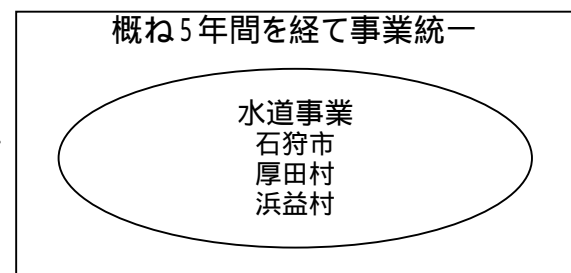 概ね5年間を経て事業統一
水道事業
石狩市
厚田村
浜益村